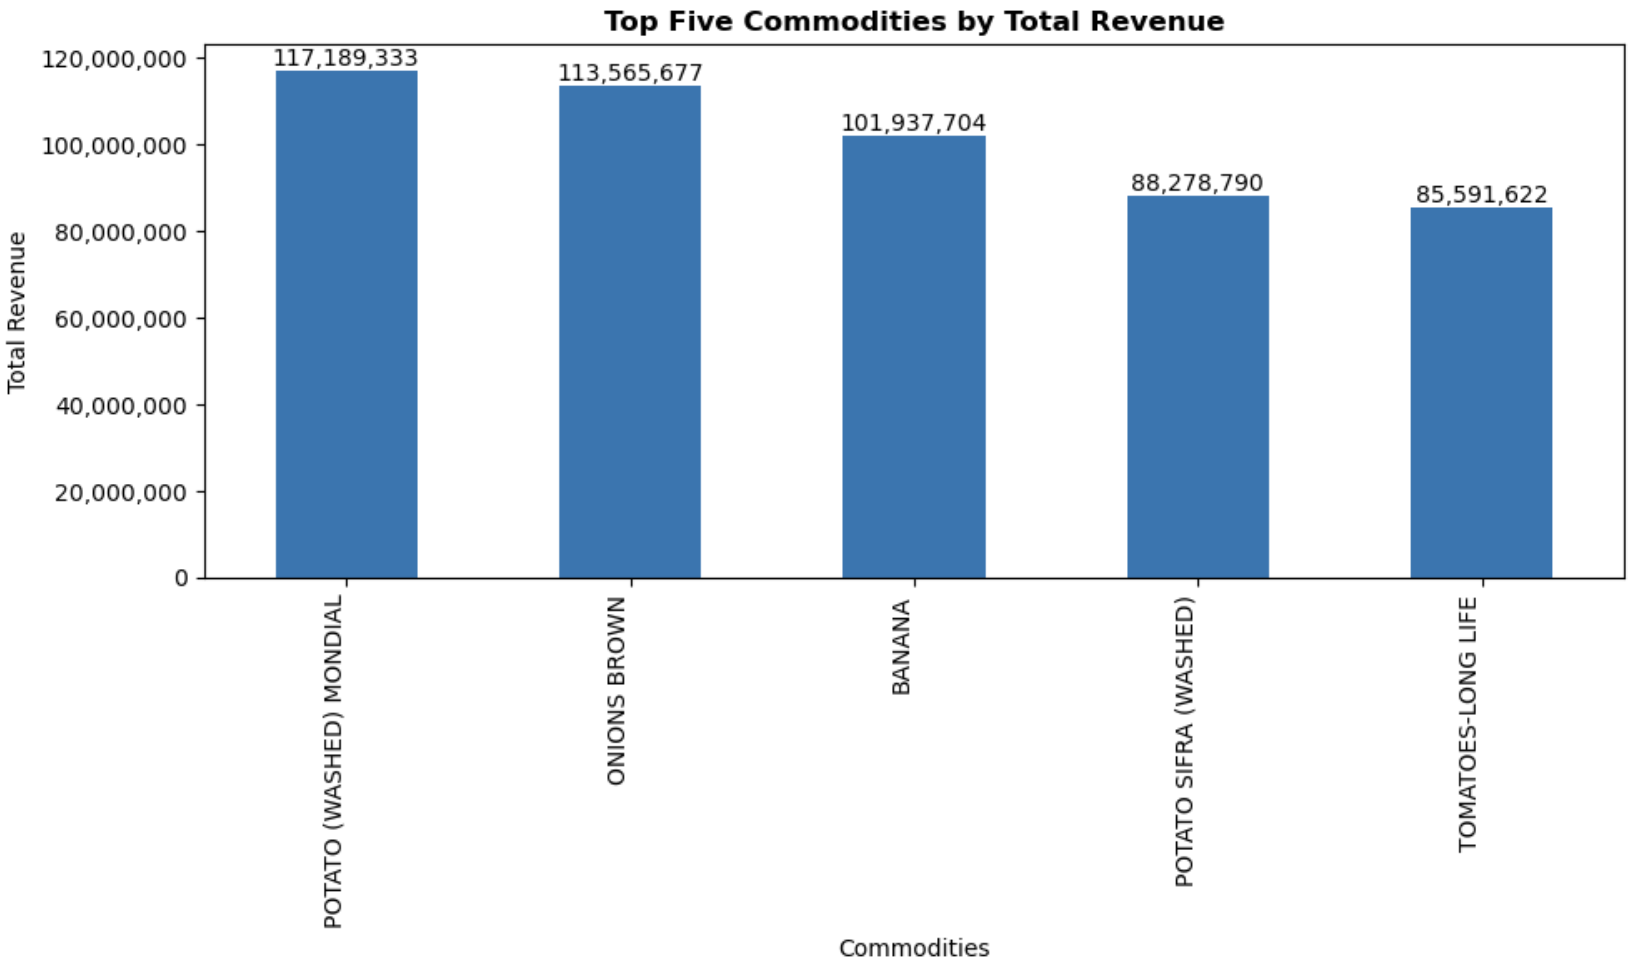 Top Five Commodities by Total Revenue
Total Revenue
120,000,000
100,000,000
80,000,000
60,000,000
40,000,000
20,000,000
0
117,189,333
113,565,677
101,937,704
88,278,790
85,591,622
POTATO (WASHED) MONDIAL
ONIONS BROWN
BANANA
POTATO SIFRA (WASHED)
TOMATOES-LONG LIFE
Commodities